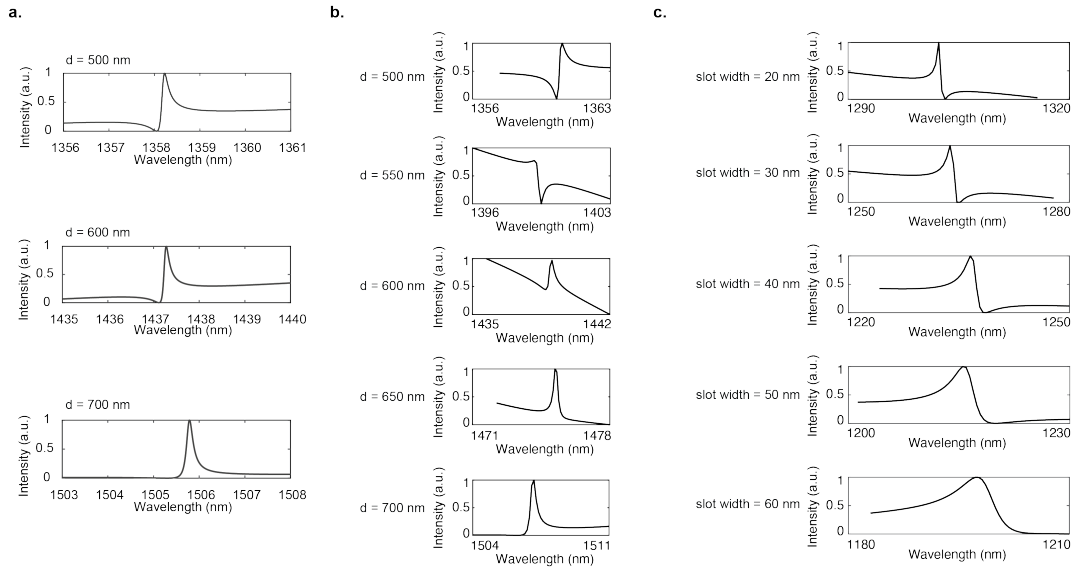 a.
d = 500 nm
Intensity (a.u.)
1
0.5
0
1356 1357 1358 1359 1360 1361
Wavelength (nm)
d = 600 nm
Intensity (a.u.)
1
0.5
0
1435 1436 1437 1438 1439 1440
Wavelength (nm)
d = 700 nm
Intensity (a.u.)
1
0.5
0
1503 1504 1505 1506 1507 1508
Wavelength (nm)
b.
d = 500 nm
Intensity (a.u.)
1
0.5
0
1356 1363
Wavelength (nm)
d = 550 nm
Intensity (a.u.)
1
0.5
0
1396 1403
Wavelength (nm)
d = 600 nm
Intensity (a.u.)
1
0.5
0
1435 1442
Wavelength (nm)
d = 650 nm
Intensity (a.u.)
1
0.5
0
1471 1478
Wavelength (nm)
d = 700 nm
Intensity (a.u.)
1
0.5
0
1504 1511
Wavelength (nm)
c.
slot width = 20 nm
Intensity (a.u.)
1
0.5
0
1290 1320
Wavelength (nm)
slot width = 30 nm
Intensity (a.u.)
1
0.5
0
1250 1280
Wavelength (nm)
slot width = 40 nm
Intensity (a.u.)
1
0.5
0
1220 1250
Wavelength (nm)
slot width = 50 nm
Intensity (a.u.)
1
0.5
0
1200 1230
Wavelength (nm)
slot width = 60 nm
Intensity (a.u.)
1
0.5
0
1180 1210
Wavelength (nm)